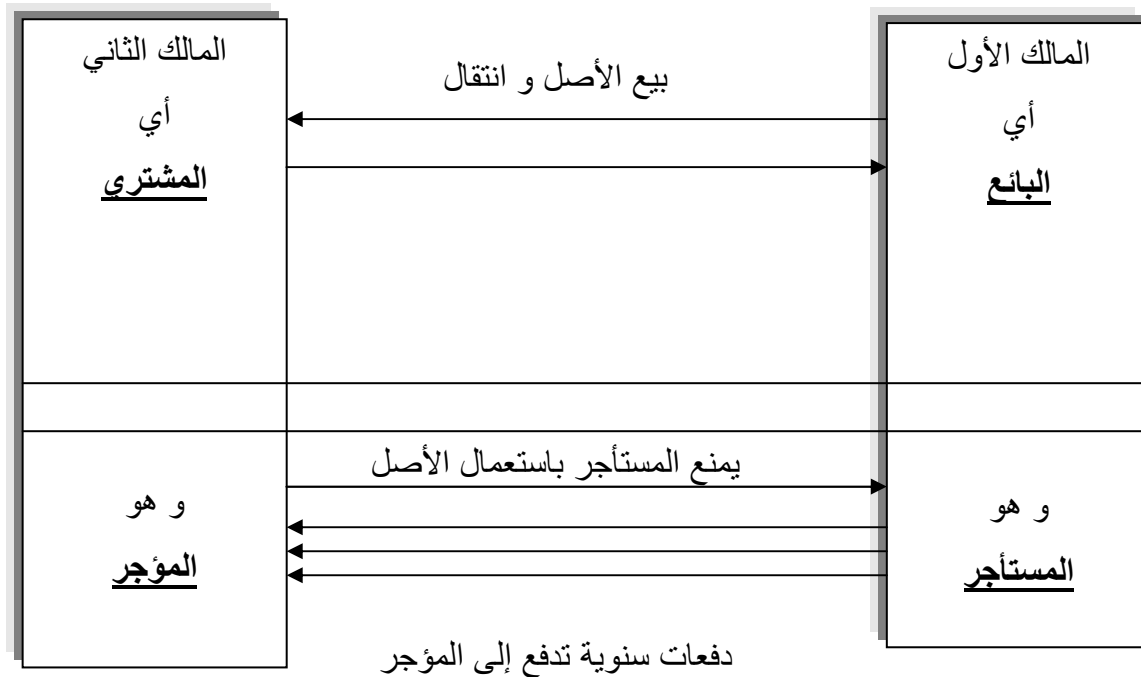 المالك الأول
أي
البائع
بيع الأصل و انتقال
المالك الثاني
أي
المشتري
و هو
المستأجر
يمنع المستأجر باستعمال الأصل
و هو
المؤجر
دفعات سنوية تدفع إلى المؤجر